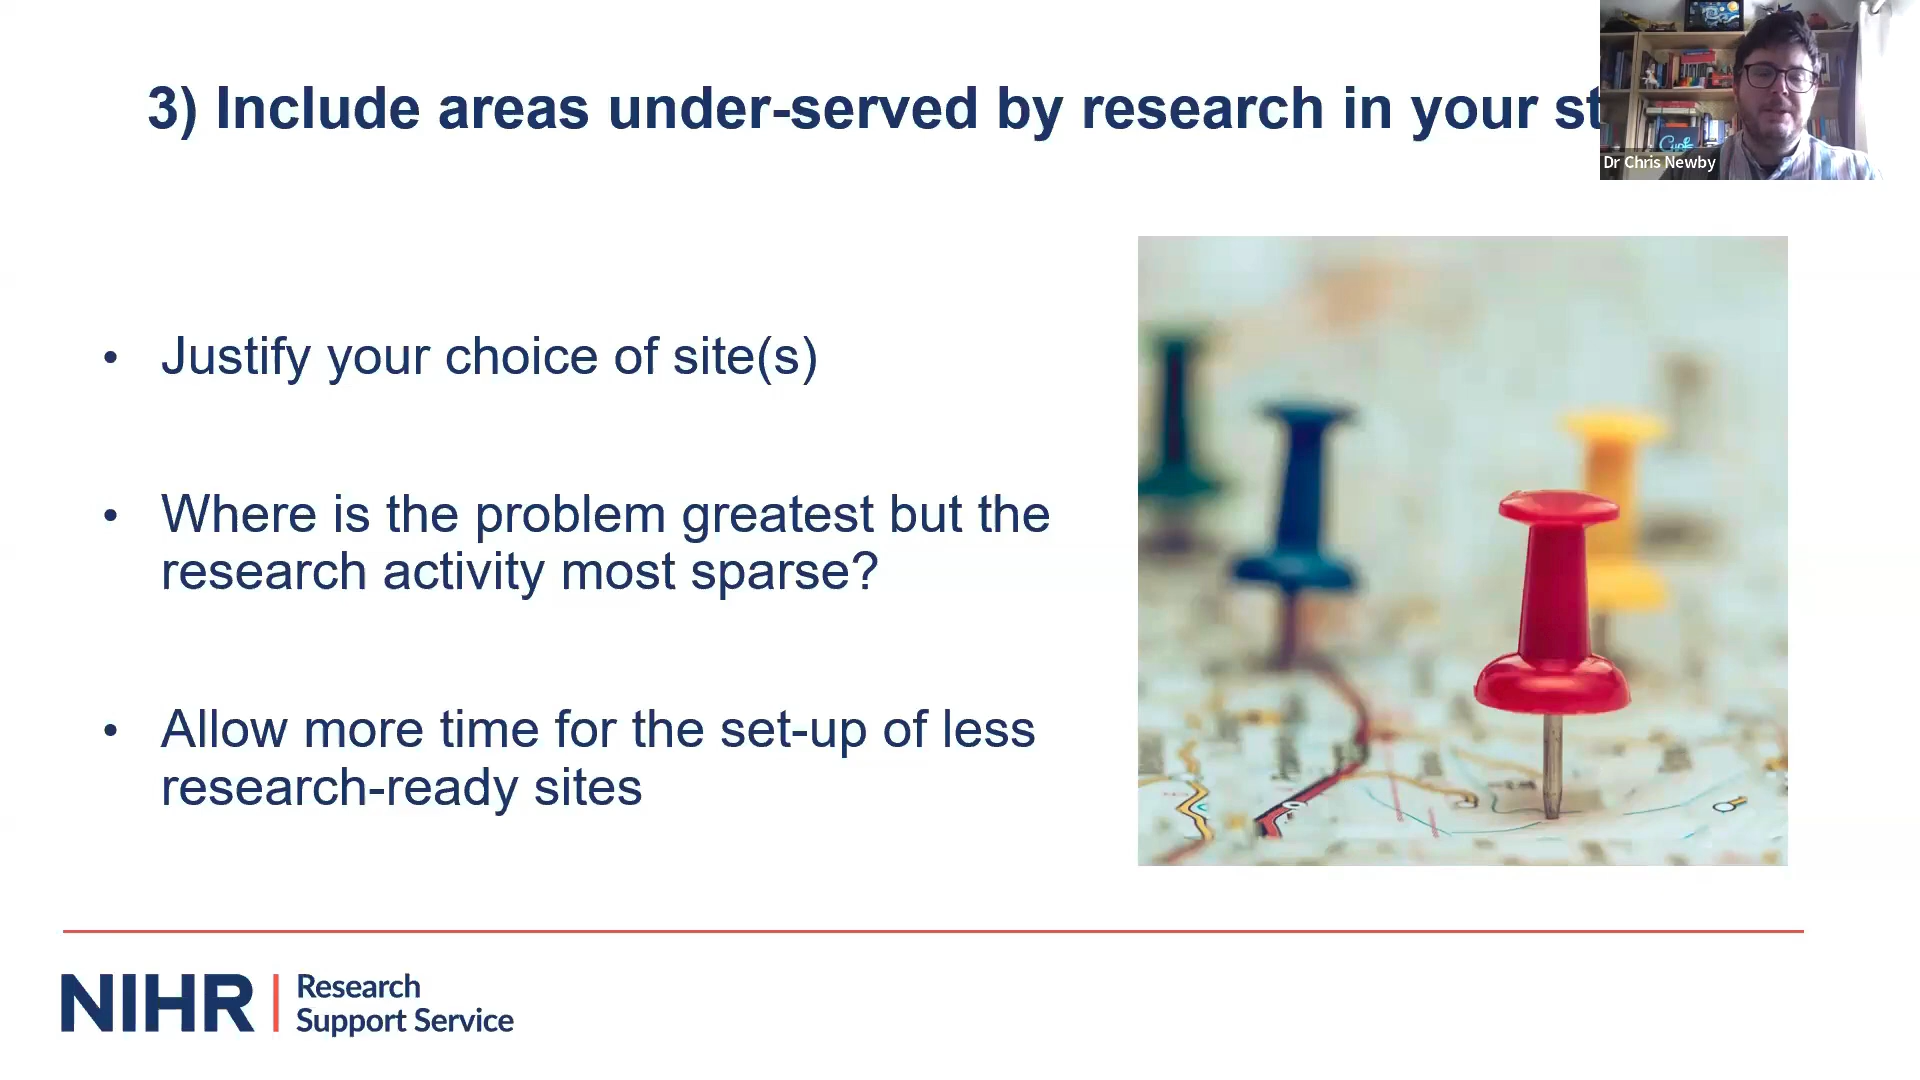 3) Include areas under-served by research in your st
Dr Chris Newby
• Justify your choice of site(s)
• Where is the problem greatest but the
research activity most sparse?
• Allow more time for the set-up of less
research-ready sites
NIHR | Research
Support Service